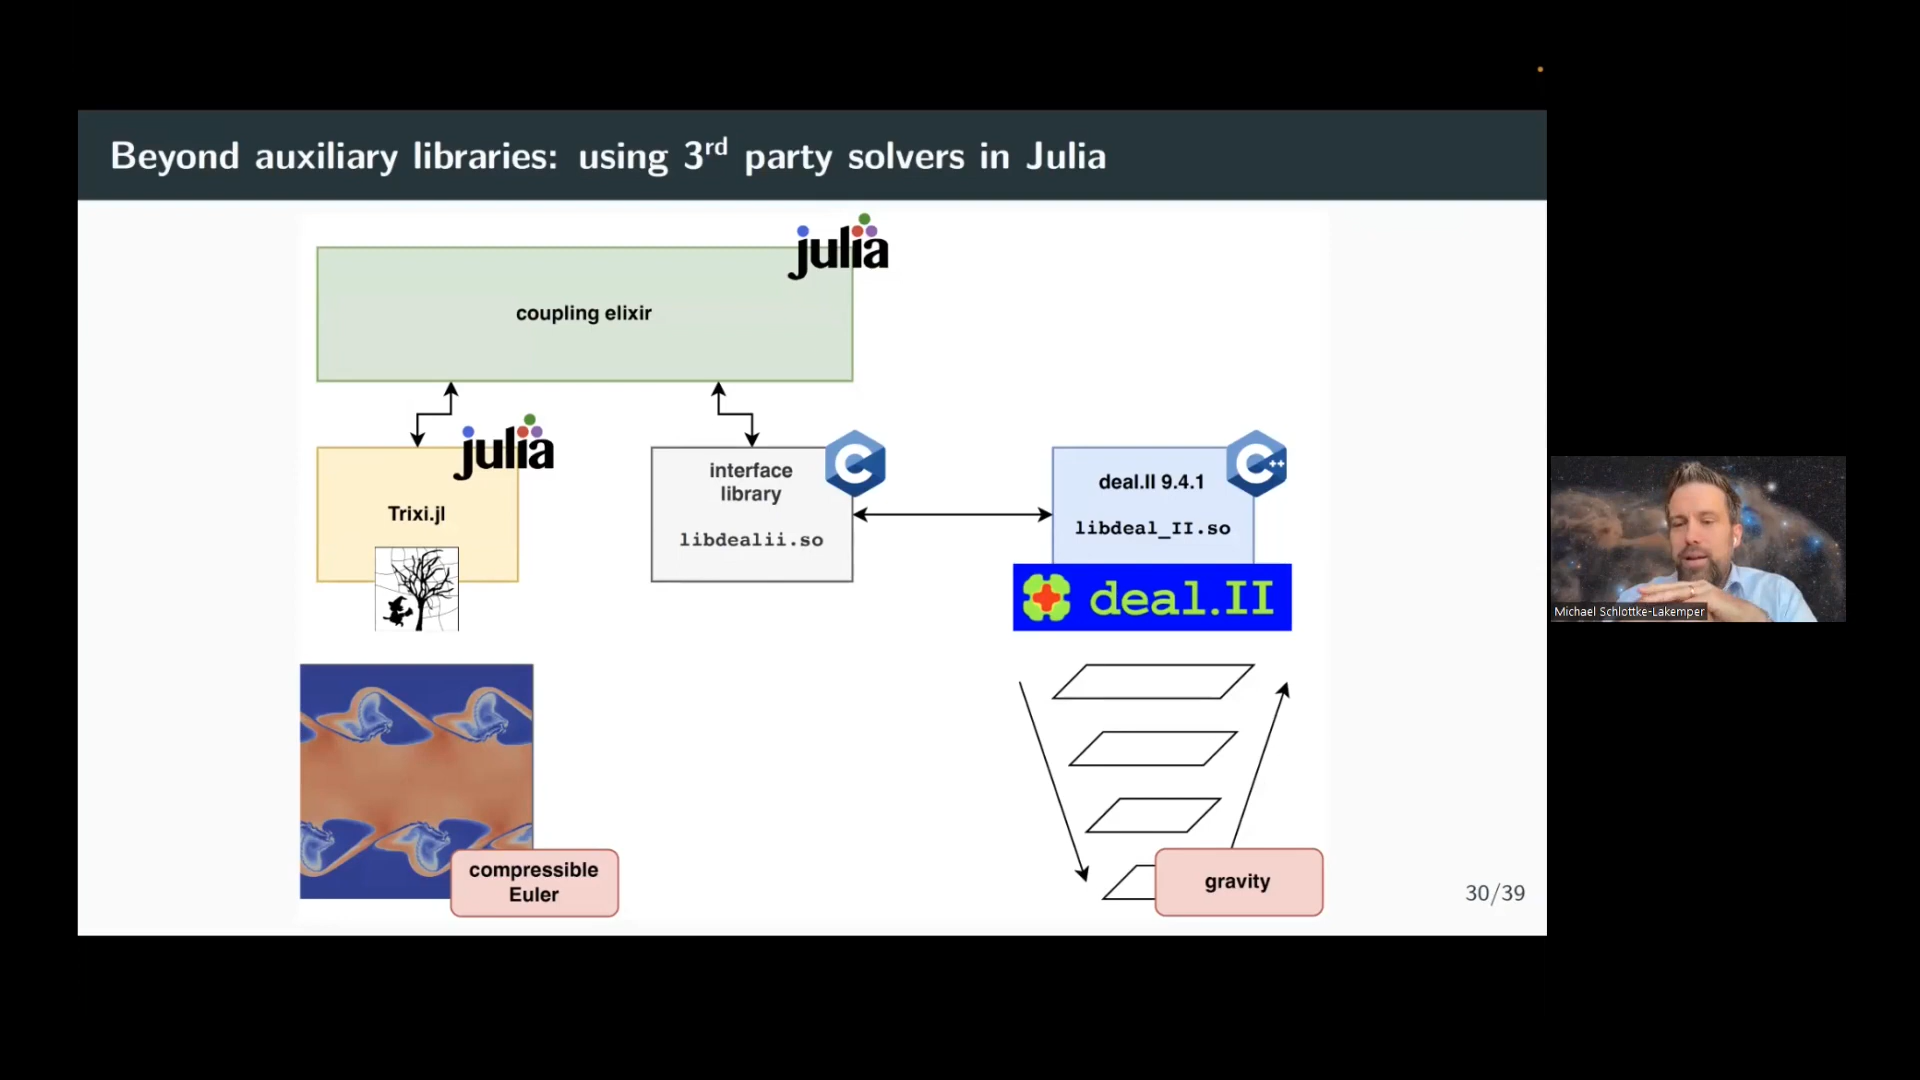 Beyond auxiliary libraries: using 3rd party solvers in Julia
julia
coupling elixir
julia
Trixi.jl
interface
library
libdealii.so
C
deal.II 9.4.1
libdeal_II.so
C++
deal.II
compressible
Euler
gravity
30/39
Michael Schlottke-Lakemper